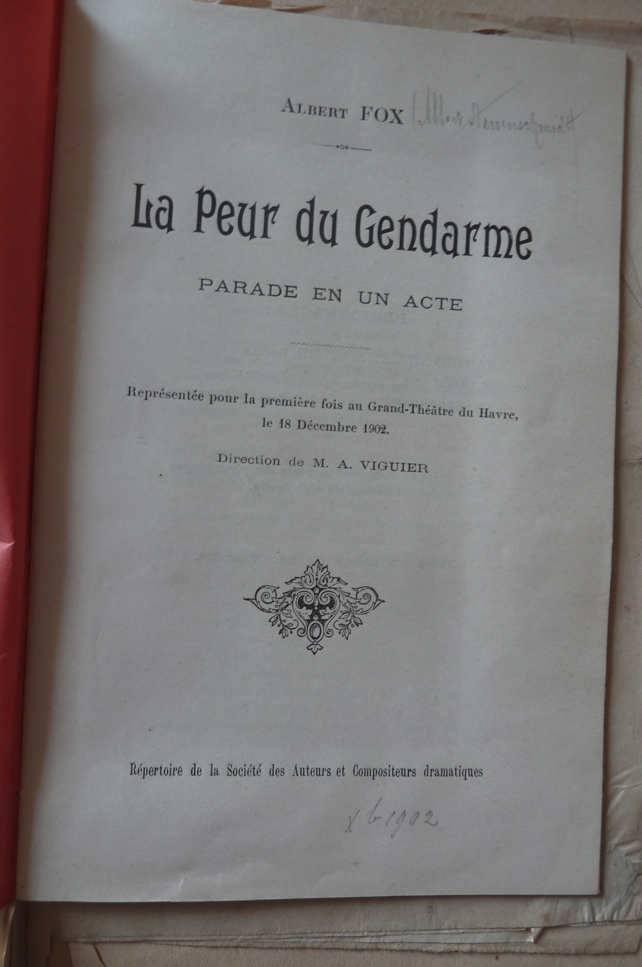 ALBERT FOX
La Peur du Gendarme
PARADE EN UN ACTE
Représentée pour la première fois au Grand-Théâtre du Havre,
le 18 Décembre 1902.
Direction de M. A. VIGUIER
Répertoire de la Société des Auteurs et Compositeurs dramatiques
Xb 1902